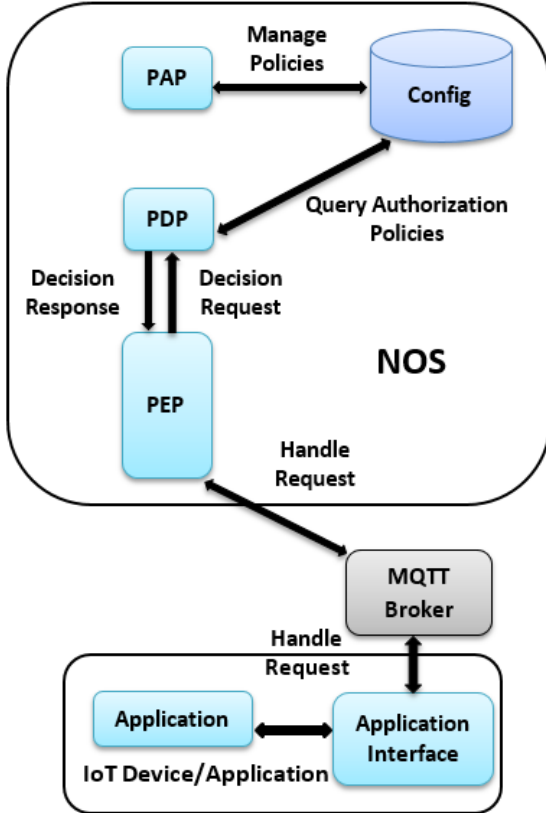 Manage
Policies
PAP
Config
PDP
Query Authorization
Policies
Decision
Response
Decision
Request
PEP
NOS
Handle
Request
MQTT
Broker
Handle
Request
Application
Application
Interface
IoT Device/Application